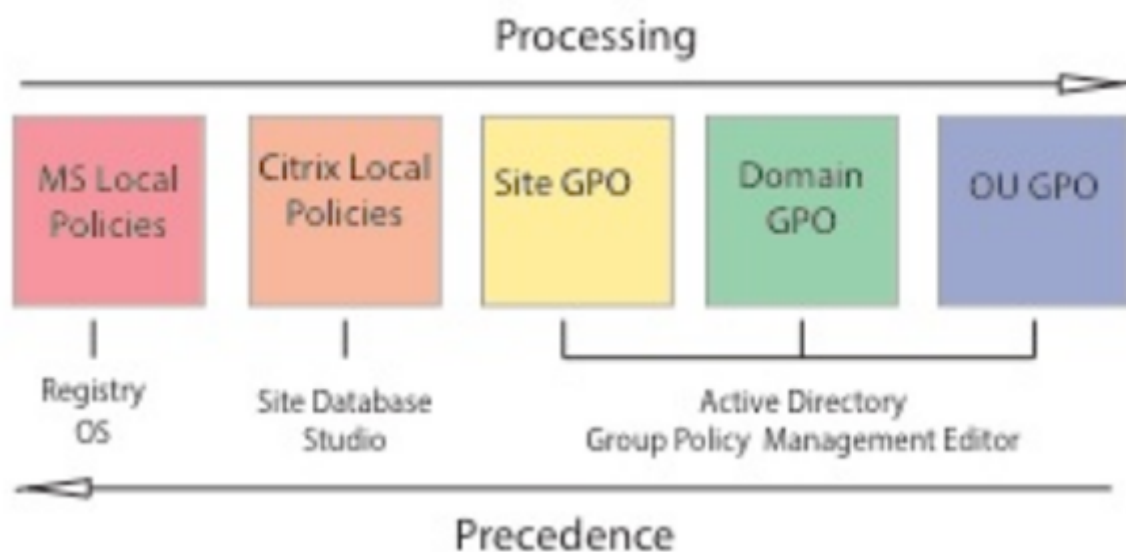 Processing
MS Local
Policies
Citrix Local
Policies
Site GPO
Domain
GPO
OU GPO
Registry
OS
Site Database
Studio
Active Directory
Group Policy Management Editor
Precedence